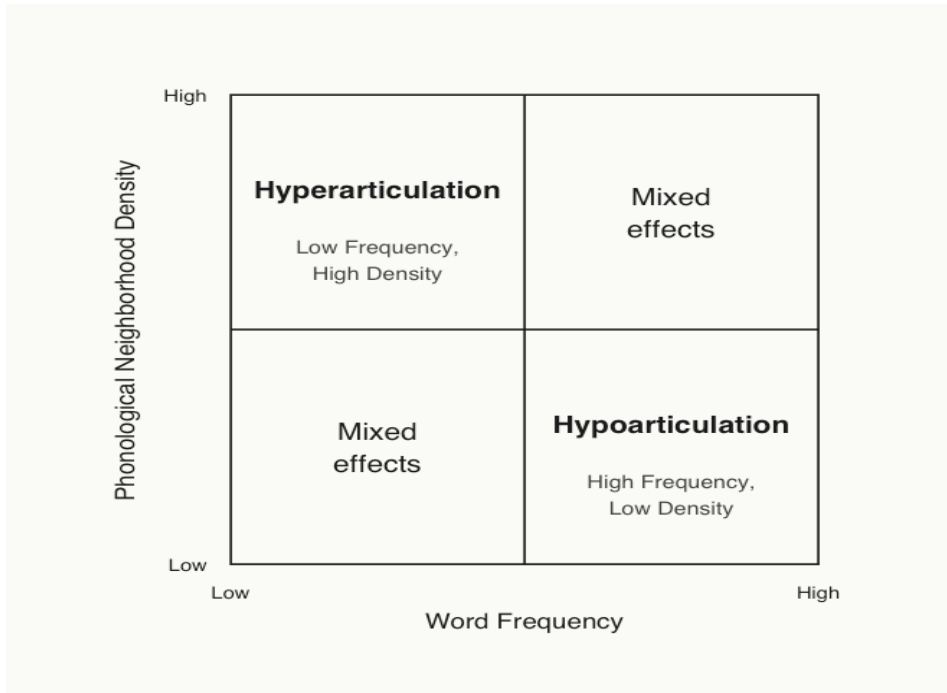 High
Hyperarticulation
Low Frequency,
High Density
Mixed
effects
Phonological Neighborhood Density
Mixed
effects
Hypoarticulation
High Frequency,
Low Density
Low
Low
High
Word Frequency